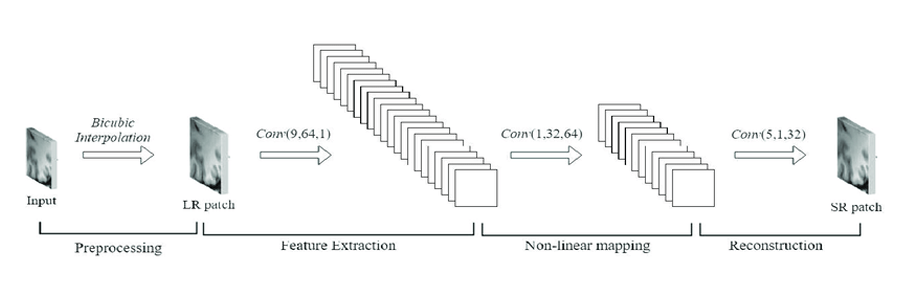 Bicubic
Interpolation
Conv(9,64,1)
Conv(1,32,64)
Conv(5,1,32)
Input
LR patch
SR patch
Preprocessing
Feature Extraction
Non-linear mapping
Reconstruction